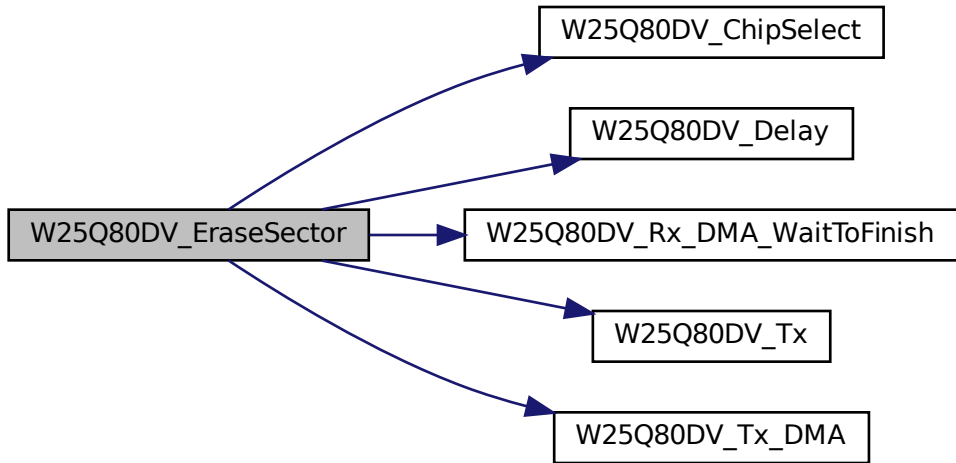 W25Q80DV_ChipSelect
W25Q80DV_Delay
W25Q80DV_EraseSector
W25Q80DV_Rx_DMA_WaitToFinish
W25Q80DV_Tx
W25Q80DV_Tx_DMA